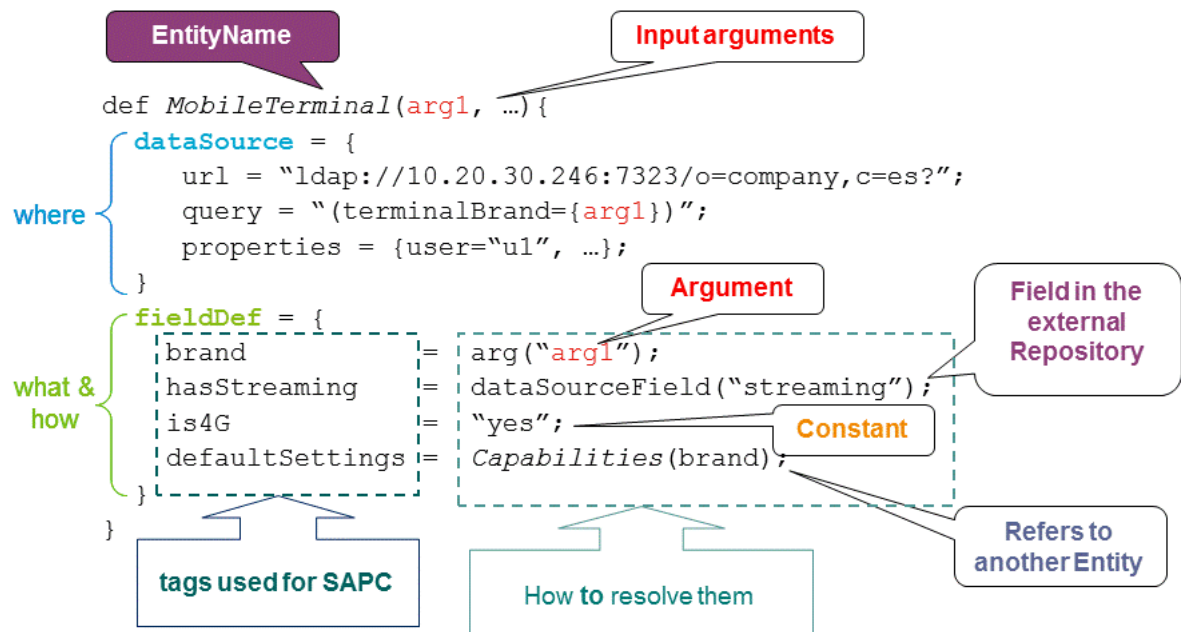 EntityName
Input arguments
def MobileTerminal(arg1, …){
dataSource = {
url = “ldap://10.20.30.246:7323/o=company,c=es?”;
where
query = “(terminalBrand={arg1})”;
properties = {user=“u1”, …};
}
Argument
Field in the
external
Repository
fieldDef = {
brand = arg(“arg1”);
what &
how
hasStreaming = dataSourceField(“streaming”);
is4G = “yes”;
Constant
defaultSettings = Capabilities(brand);
}
}
Refers to
another Entity
tags used for SAPC
How to resolve them